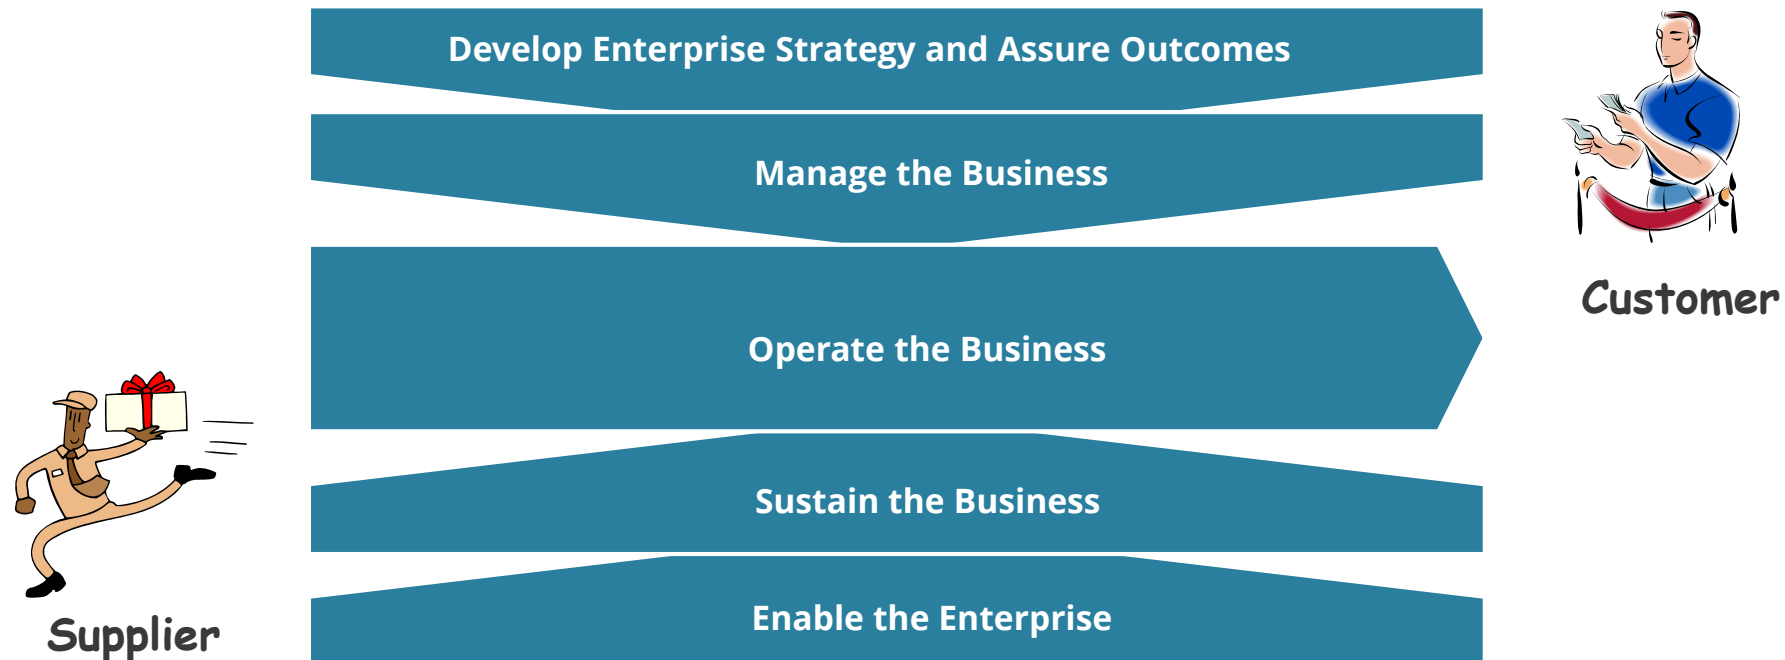 Develop Enterprise Strategy and Assure Outcomes
Manage the Business
Customer
Operate the Business
Sustain the Business
Enable the Enterprise
Supplier